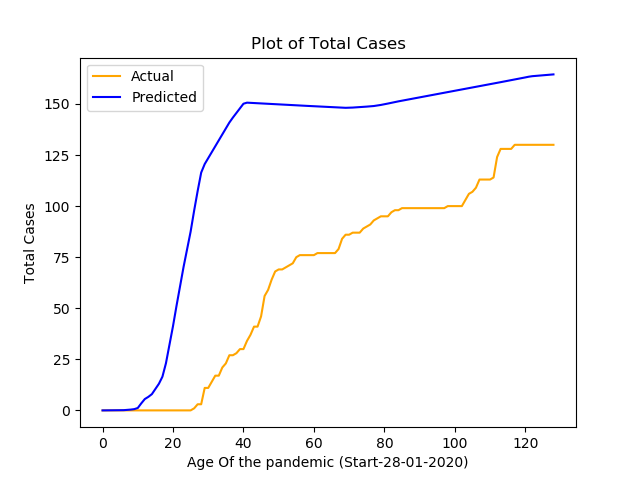 Plot of Total Cases
Actual
Predicted
150
125
100
75
50
25
0
Total Cases
0 20 40 60 80 100 120
Age Of the pandemic (Start-28-01-2020)